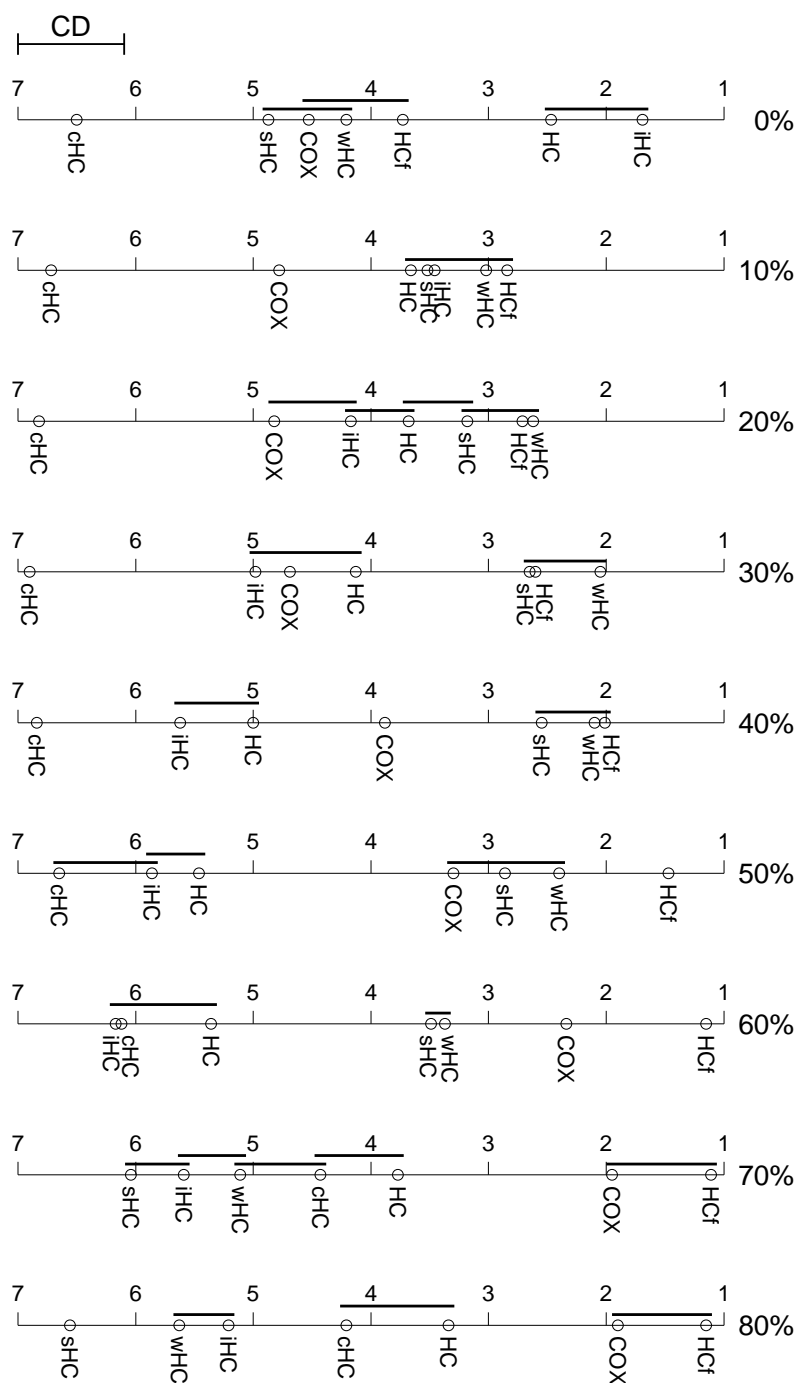 CD
7 6 5 4 3 2 1
0%
cHC sHC COX wHC HCf HC iHC
7 6 5 4 3 2 1
10%
cHC COX HC sHC iHC wHC HCf
7 6 5 4 3 2 1
20%
cHC COX iHC HC sHC HCf wHC
7 6 5 4 3 2 1
30%
cHC iHC COX HC sHC HCf wHC
7 6 5 4 3 2 1
40%
cHC iHC HC COX sHC wHC HCf
7 6 5 4 3 2 1
50%
cHC iHC HC COX sHC wHC HCf
7 6 5 4 3 2 1
60%
iHC cHC HC sHC wHC COX HCf
7 6 5 4 3 2 1
70%
sHC iHC wHC cHC HC COX HCf
7 6 5 4 3 2 1
80%
sHC wHC iHC cHC HC COX HCf